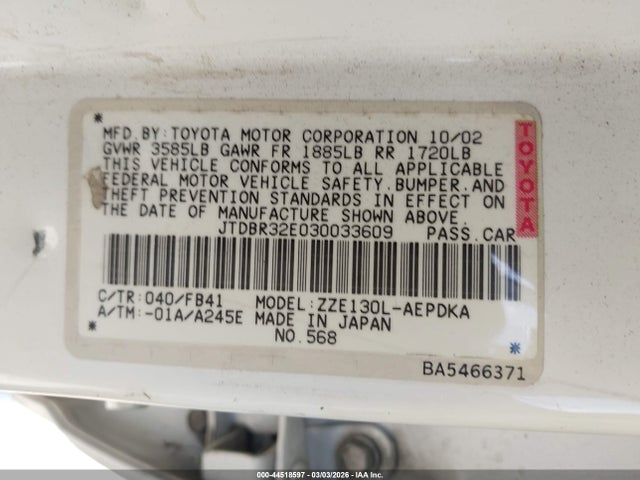 *
MFD.BY:TOYOTA MOTOR CORPORATION 10/02
GVWR 3585LB GAWR FR 1885LB RR 1720LB
THIS VEHICLE CONFORMS TO ALL APPLICABLE
FEDERAL MOTOR VEHICLE SAFETY.BUMPER.AND
THEFT PREVENTION STANDARDS IN EFFECT ON
THE DATE OF MANUFACTURE SHOWN ABOVE.
JTDBR32E030033609 PASS.CAR
TOYOTA
C/TR:040/FB41 MODEL:ZZE130L-AEPDKA
A/TM:-01A/A245E MADE IN JAPAN
* NO.568 *
BA5466371
000-44518597 - 03/03/2026 - IAA Inc.